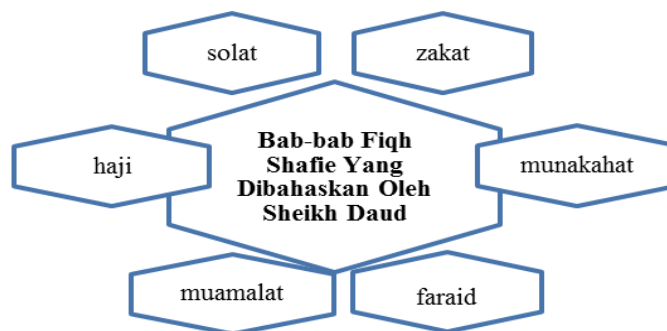 solat
zakat
haji
Bab-bab Fiqh
Shafie Yang
Dibahaskan Oleh
Sheikh Daud
munakahat
muamalat
faraid